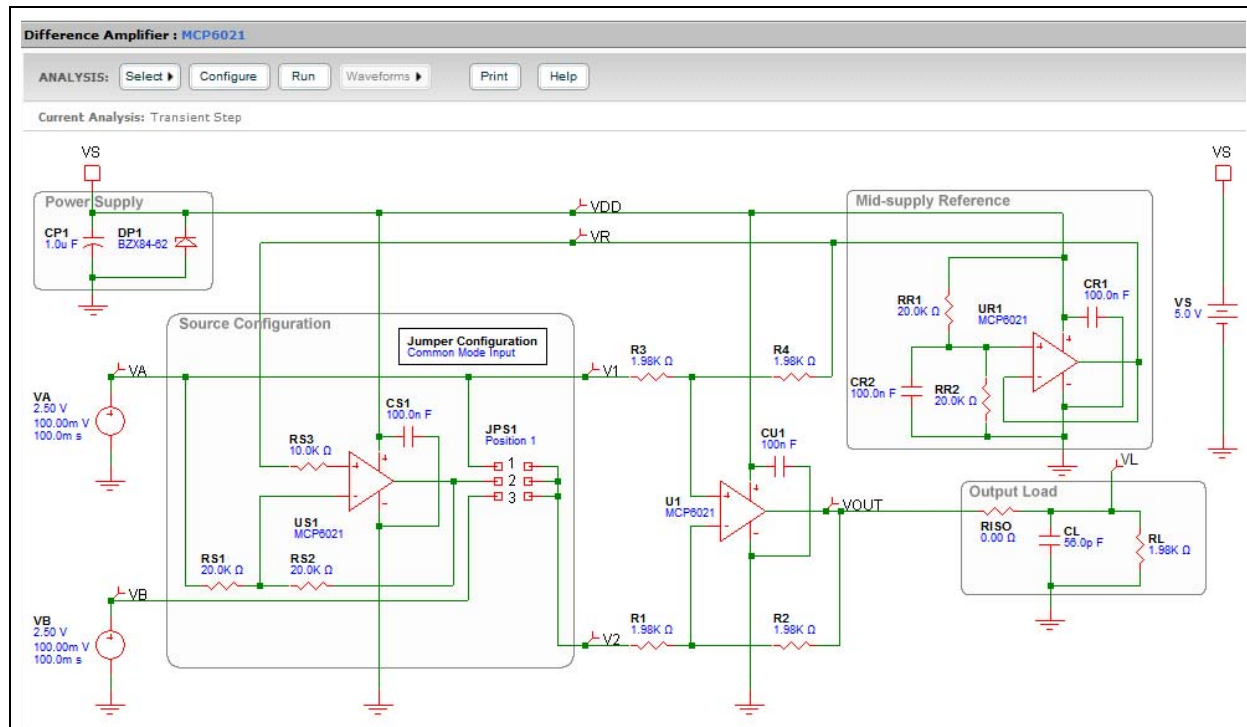 Difference Amplifier : MCP6021
ANALYSIS: Select Configure Run Waveforms Print Help
Current Analysis: Transient Step
VS
Power Supply
CP1
1.0u F
DP1
BZX84-62
VDD
VR
Mid-supply Reference
RR1
20.0K Ω
UR1
MCP6021
CR1
100.0n F
CR2
100.0n F
RR2
20.0K Ω
VS
VS
5.0 V
Source Configuration
Jumper Configuration
Common Mode Input
VA
VA
2.50 V
100.00m V
100.0m s
RS3
10.0K Ω
CS1
100.0n F
JPS1
Position 1
1
2
3
US1
MCP6021
RS1
20.0K Ω
RS2
20.0K Ω
VB
VB
2.50 V
100.00m V
100.0m s
V1
R3
1.98K Ω
R4
1.98K Ω
CU1
100n F
U1
MCP6021
VOUT
V2
R1
1.98K Ω
R2
1.98K Ω
VL
Output Load
RISO
0.00 Ω
CL
56.0p F
RL
1.98K Ω